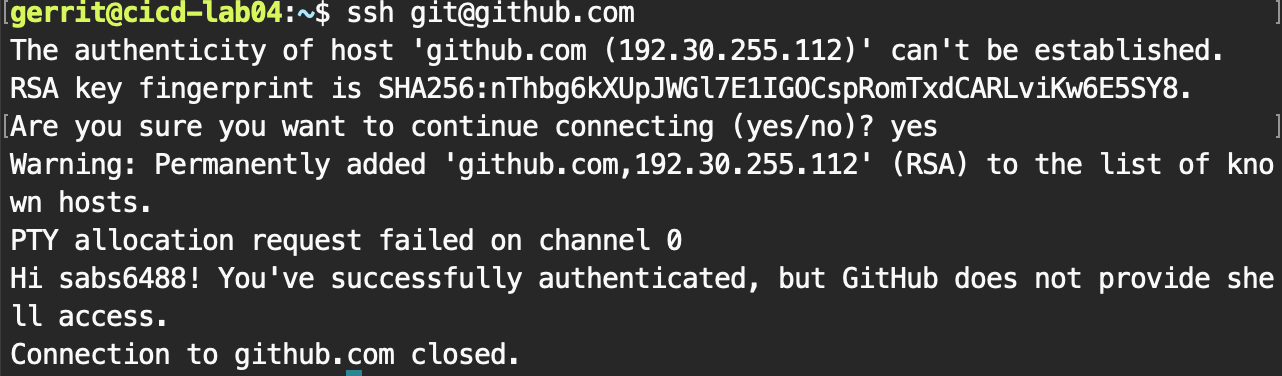 gerrit@cicd-lab04:~$ ssh git@github.com
The authenticity of host 'github.com (192.30.255.112)' can't be established.
RSA key fingerprint is SHA256:nThbg6kXUpJWGl7E1IGOCspRomTxdCARLviKw6E5SY8.
Are you sure you want to continue connecting (yes/no)? yes
Warning: Permanently added 'github.com,192.30.255.112' (RSA) to the list of kno
wn hosts.
PTY allocation request failed on channel 0
Hi sabs6488! You've successfully authenticated, but GitHub does not provide she
ll access.
Connection to github.com closed.